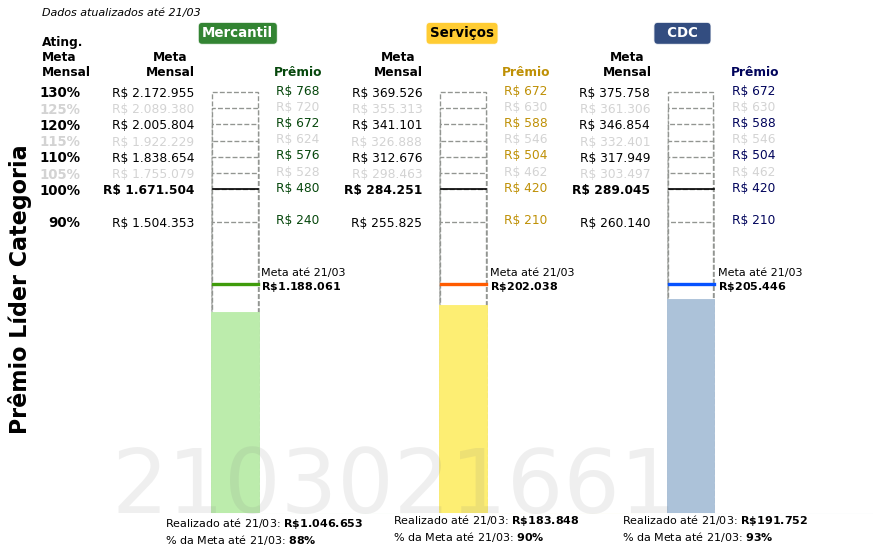 Dados atualizados até 21/03
Mercantil Serviços CDC
Ating. Meta Mensal Meta Mensal Prêmio Meta Mensal Prêmio Meta Mensal Prêmio
130% R$ 2.172.955 R$ 768 R$ 369.526 R$ 672 R$ 375.758 R$ 672
125% R$ 2.089.380 R$ 720 R$ 355.313 R$ 630 R$ 361.306 R$ 630
120% R$ 2.005.804 R$ 672 R$ 341.101 R$ 588 R$ 346.854 R$ 588
115% R$ 1.922.229 R$ 624 R$ 326.888 R$ 546 R$ 332.401 R$ 546
110% R$ 1.838.654 R$ 576 R$ 312.676 R$ 504 R$ 317.949 R$ 504
105% R$ 1.755.079 R$ 528 R$ 298.463 R$ 462 R$ 303.497 R$ 462
100% R$ 1.671.504 R$ 480 R$ 284.251 R$ 420 R$ 289.045 R$ 420
90% R$ 1.504.353 R$ 240 R$ 255.825 R$ 210 R$ 260.140 R$ 210
Meta até 21/03 Meta até 21/03 Meta até 21/03
R$1.188.061 R$202.038 R$205.446
Prêmio Líder Categoria
2103021661
Realizado até 21/03: R$1.046.653 Realizado até 21/03: R$183.848 Realizado até 21/03: R$191.752
% da Meta até 21/03: 88% % da Meta até 21/03: 90% % da Meta até 21/03: 93%